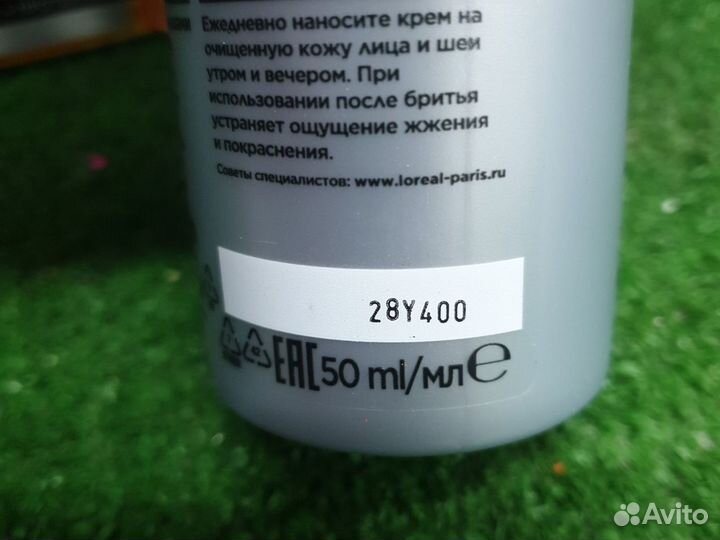 Ежедневно наносите крем на
очищенную кожу лица и шеи
утром и вечером. При
использовании после бритья
устраняет ощущение жжения
и покраснения.
Советы специалистов: www.loreal-paris.ru
28Y400
EAC 50 ml/мл e
Avito